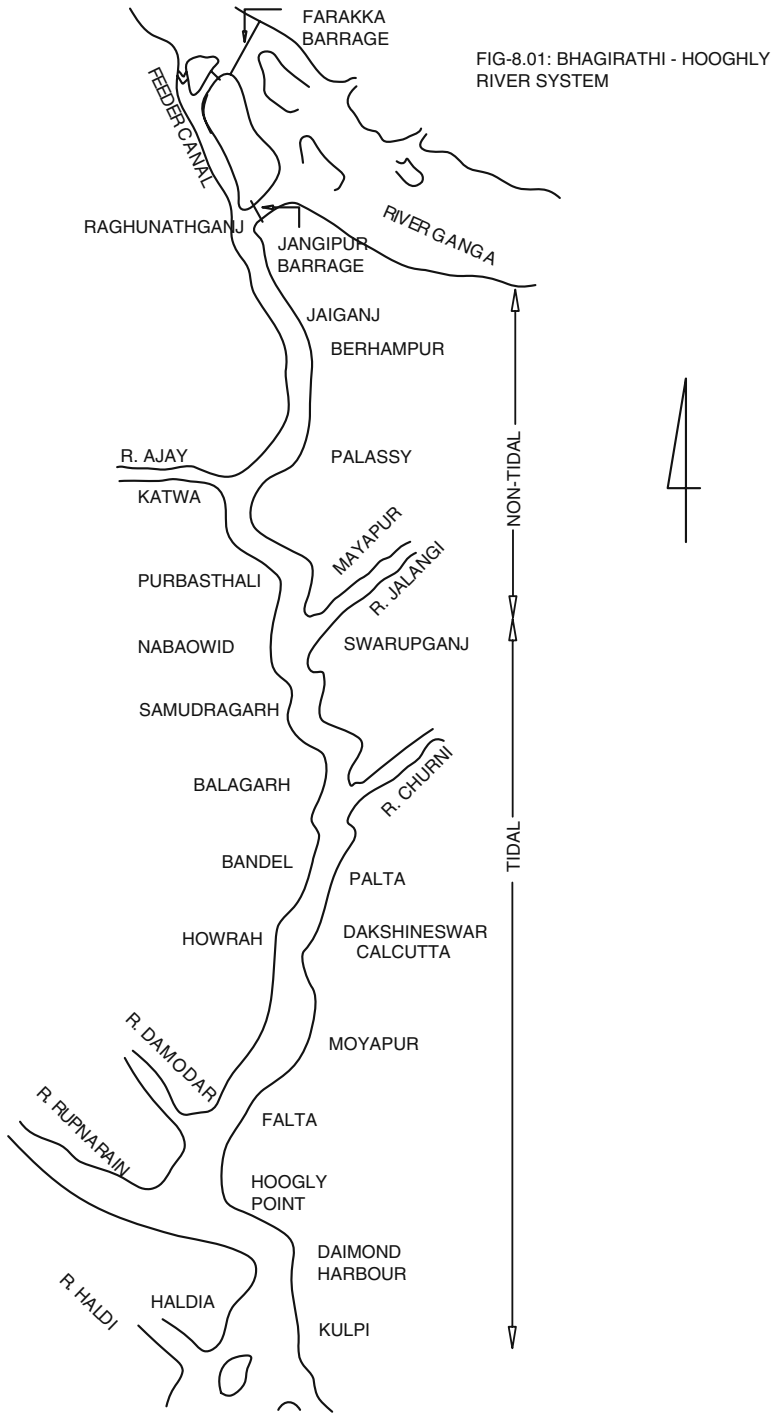 FARAKKA
BARRAGE
FIG-8.01: BHAGIRATHI - HOOGHLY
RIVER SYSTEM
FEEDER CANAL
RIVER GANGA
RAGHUNATHGANJ
JANGIPUR
BARRAGE
JAIGANJ
BERHAMPUR
R. AJAY
PALASSY
KATWA
NON-TIDAL
MAYAPUR
R. JALANGI
PURBASTHALI
NABAOWID
SWARUPGANJ
SAMUDRAGARH
BALAGARH
R. CHURNI
TIDAL
BANDEL
PALTA
HOWRAH
DAKSHINESWAR
CALCUTTA
R. DAMODAR
MOYAPUR
R. RUPNARAIN
FALTA
HOOGLY
POINT
DAIMOND
HARBOUR
R. HALDI
HALDIA
KULPI